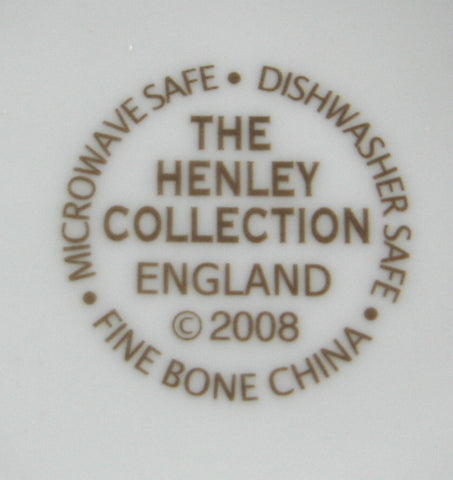 MICROWAVE SAFE • DISHWASHER SAFE • FINE BONE CHINA •
THE
HENLEY
COLLECTION
ENGLAND
© 2008